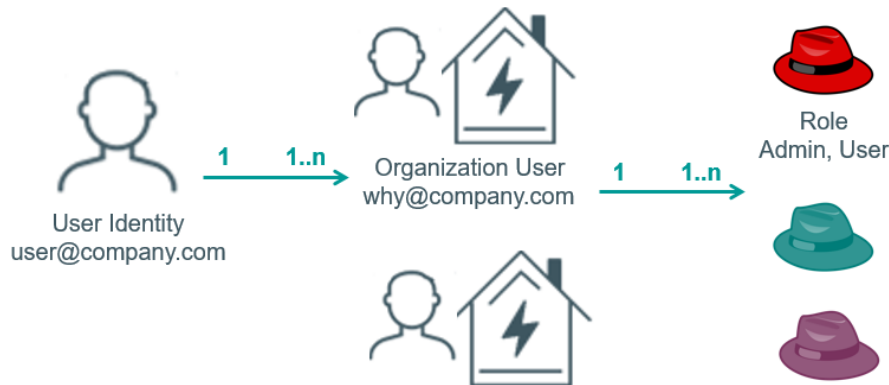 1 1..n
User Identity
user@company.com
Organization User
why@company.com
1 1..n
Role
Admin, User